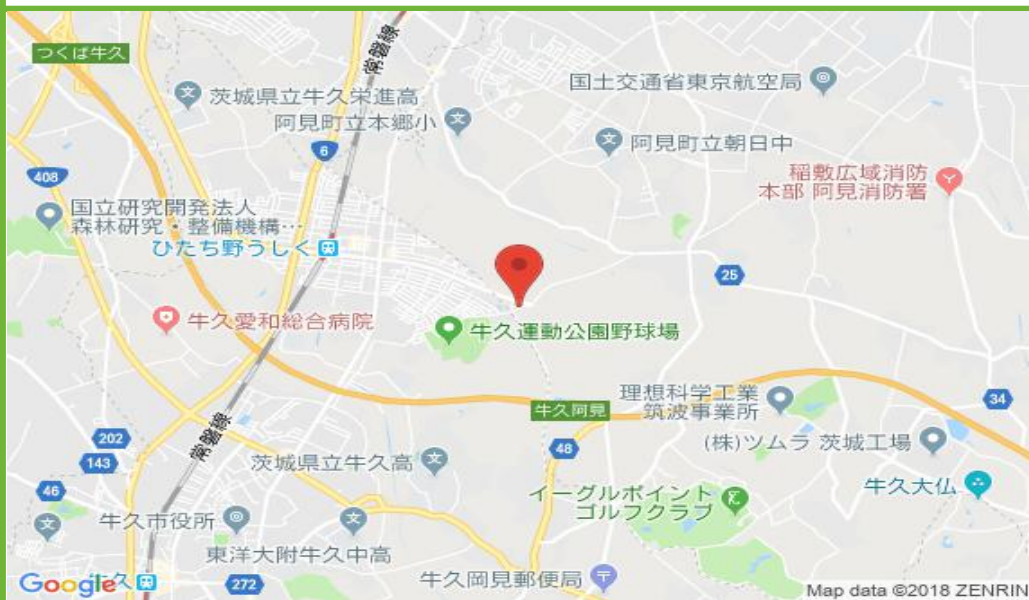 つくば牛久
常磐線
茨城県立牛久栄進高
国土交通省東京航空局
阿見町立本郷小
阿見町立朝日中
6
408
稲敷広域消防
本部 阿見消防署
国立研究開発法人
森林研究・整備機構…
ひたち野うしく
25
牛久愛和総合病院
牛久運動公園野球場
理想科学工業
筑波事業所
牛久阿見
34
202
常磐線
48
(株)ツムラ 茨城工場
143
茨城県立牛久高
46
イーグルポイント
ゴルフクラブ
牛久大仏
牛久市役所
東洋大附牛久中高
Google
牛久
272
牛久岡見郵便局
Map data ©2018 ZENRIN